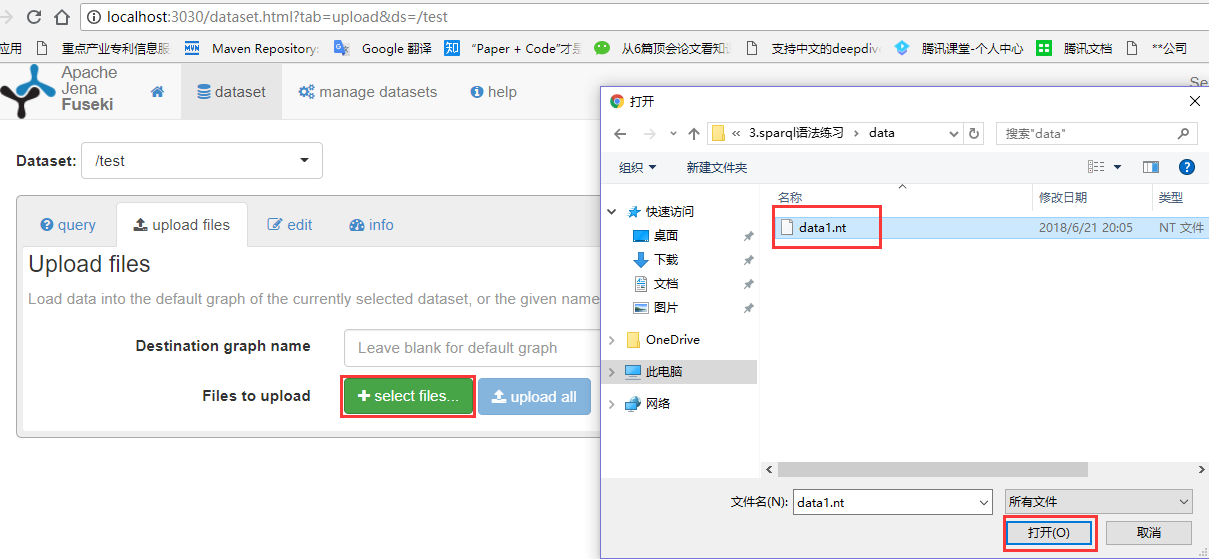 localhost:3030/dataset.html?tab=upload&ds=/test
应用 重点产业专利信息服 Maven Repository: Google 翻译 “Paper + Code”才是 从6篇顶会论文看知识 支持中文的deepdive 腾讯课堂-个人中心 腾讯文档 **公司
Apache
Jena
Fuseki
dataset manage datasets help
Se
Dataset: /test
query upload files edit info
Upload files
Load data into the default graph of the currently selected dataset, or the given name
Destination graph name Leave blank for default graph
Files to upload select files... upload all
打开
« 3.sparql语法练习 › data 搜索"data"
组织 新建文件夹
名称 修改日期 类型
快速访问
桌面
下载
文档
图片
OneDrive
此电脑
网络
data1.nt 2018/6/21 20:05 NT 文件
文件名(N): data1.nt 所有文件
打开(O) 取消